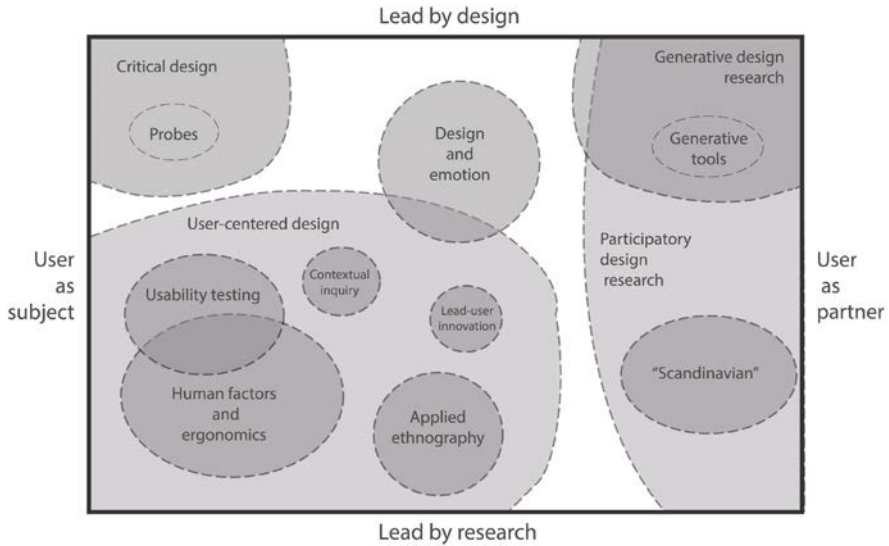 Lead by design
Critical design
Probes
Design
and
emotion
Generative design
research
Generative
tools
User-centered design
User
as
subject
Usability testing
Contextual
inquiry
Lead-user
innovation
Human factors
and
ergonomics
Applied
ethnography
Participatory
design
research
"Scandinavian"
User
as
partner
Lead by research